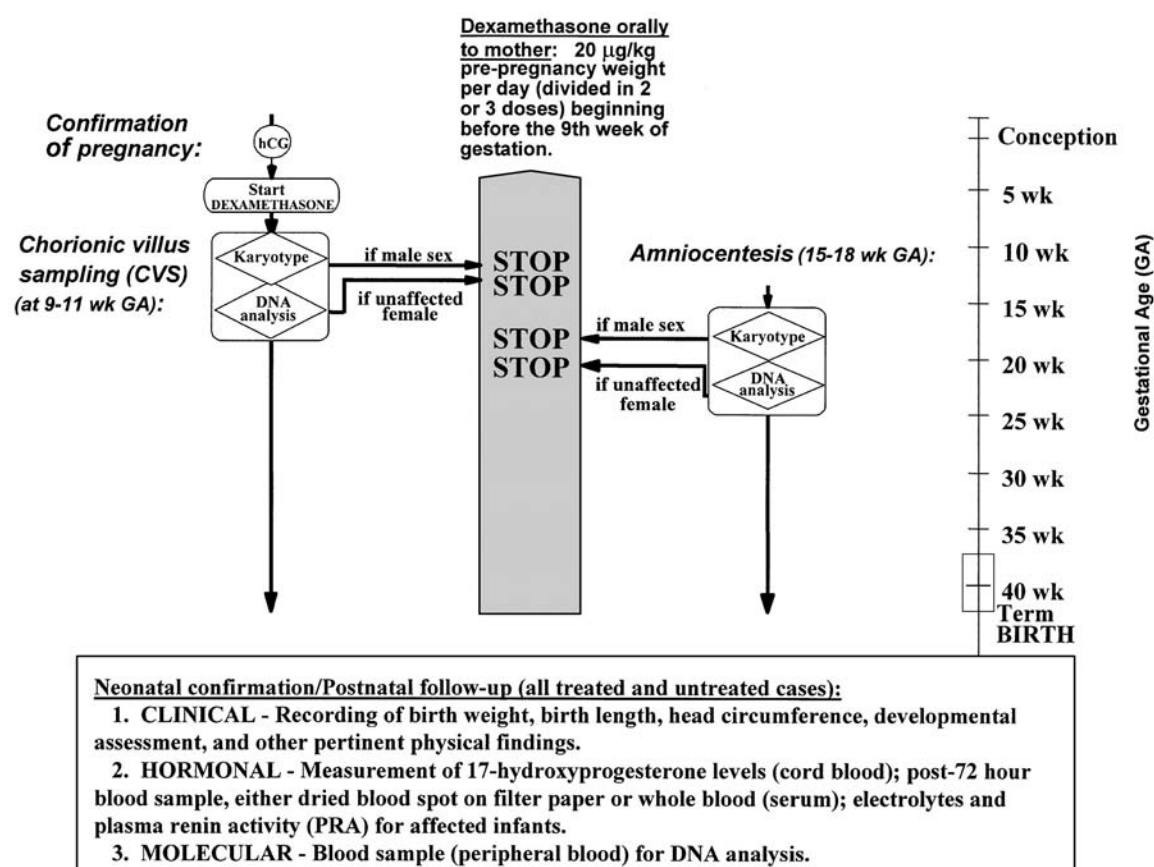 Dexamethasone orally
to mother: 20 µg/kg
pre-pregnancy weight
per day (divided in 2
or 3 doses) beginning
before the 9th week of
gestation.
Confirmation
of pregnancy:
hCG
Start
DEXAMETHASONE
Chorionic villus
sampling (CVS)
(at 9-11 wk GA):
Karyotype
DNA
analysis
if male sex
if unaffected
female
STOP
STOP
STOP
STOP
Amniocentesis (15-18 wk GA):
if male sex
if unaffected
female
Karyotype
DNA
analysis
Conception
5 wk
10 wk
15 wk
20 wk
25 wk
30 wk
35 wk
40 wk
Term
BIRTH
Gestational Age (GA)
Neonatal confirmation/Postnatal follow-up (all treated and untreated cases):
1. CLINICAL - Recording of birth weight, birth length, head circumference, developmental
assessment, and other pertinent physical findings.
2. HORMONAL - Measurement of 17-hydroxyprogesterone levels (cord blood); post-72 hour
blood sample, either dried blood spot on filter paper or whole blood (serum); electrolytes and
plasma renin activity (PRA) for affected infants.
3. MOLECULAR - Blood sample (peripheral blood) for DNA analysis.